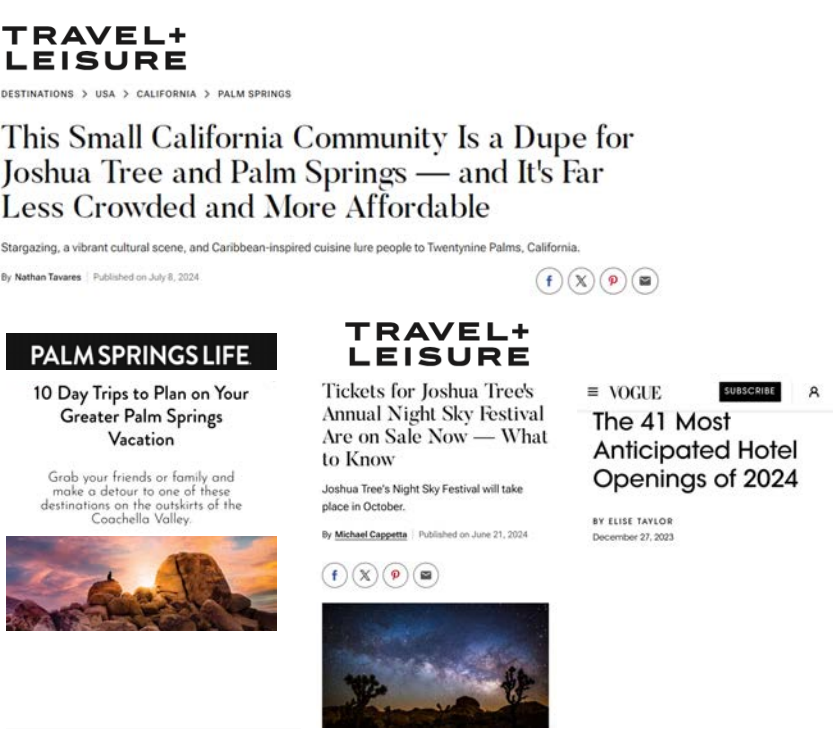 TRAVEL+
LEISURE
DESTINATIONS > USA > CALIFORNIA > PALM SPRINGS
This Small California Community Is a Dupe for
Joshua Tree and Palm Springs — and It's Far
Less Crowded and More Affordable
Stargazing, a vibrant cultural scene, and Caribbean-inspired cuisine lure people to Twentynine Palms, California.
By Nathan Tavares | Published on July 8, 2024
PALM SPRINGS LIFE
10 Day Trips to Plan on Your
Greater Palm Springs
Vacation
Grab your friends or family and
make a detour to one of these
destinations on the outskirts of the
Coachella Valley.
TRAVEL+
LEISURE
Tickets for Joshua Tree's
Annual Night Sky Festival
Are on Sale Now — What
to Know
Joshua Tree's Night Sky Festival will take
place in October.
By Michael Cappetta | Published on June 21, 2024
VOGUE
SUBSCRIBE
The 41 Most
Anticipated Hotel
Openings of 2024
BY ELISE TAYLOR
December 27, 2023